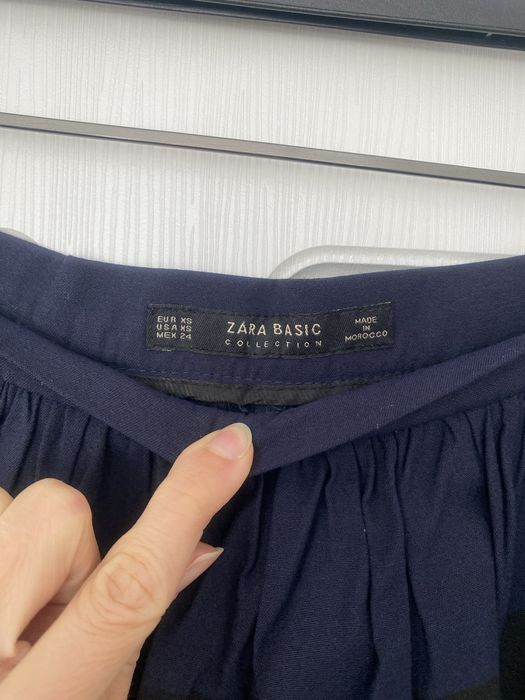 EUR XS
USA XS
MEX 24
ZARA BASIC
COLLECTION
MADE
IN
MOROCCO